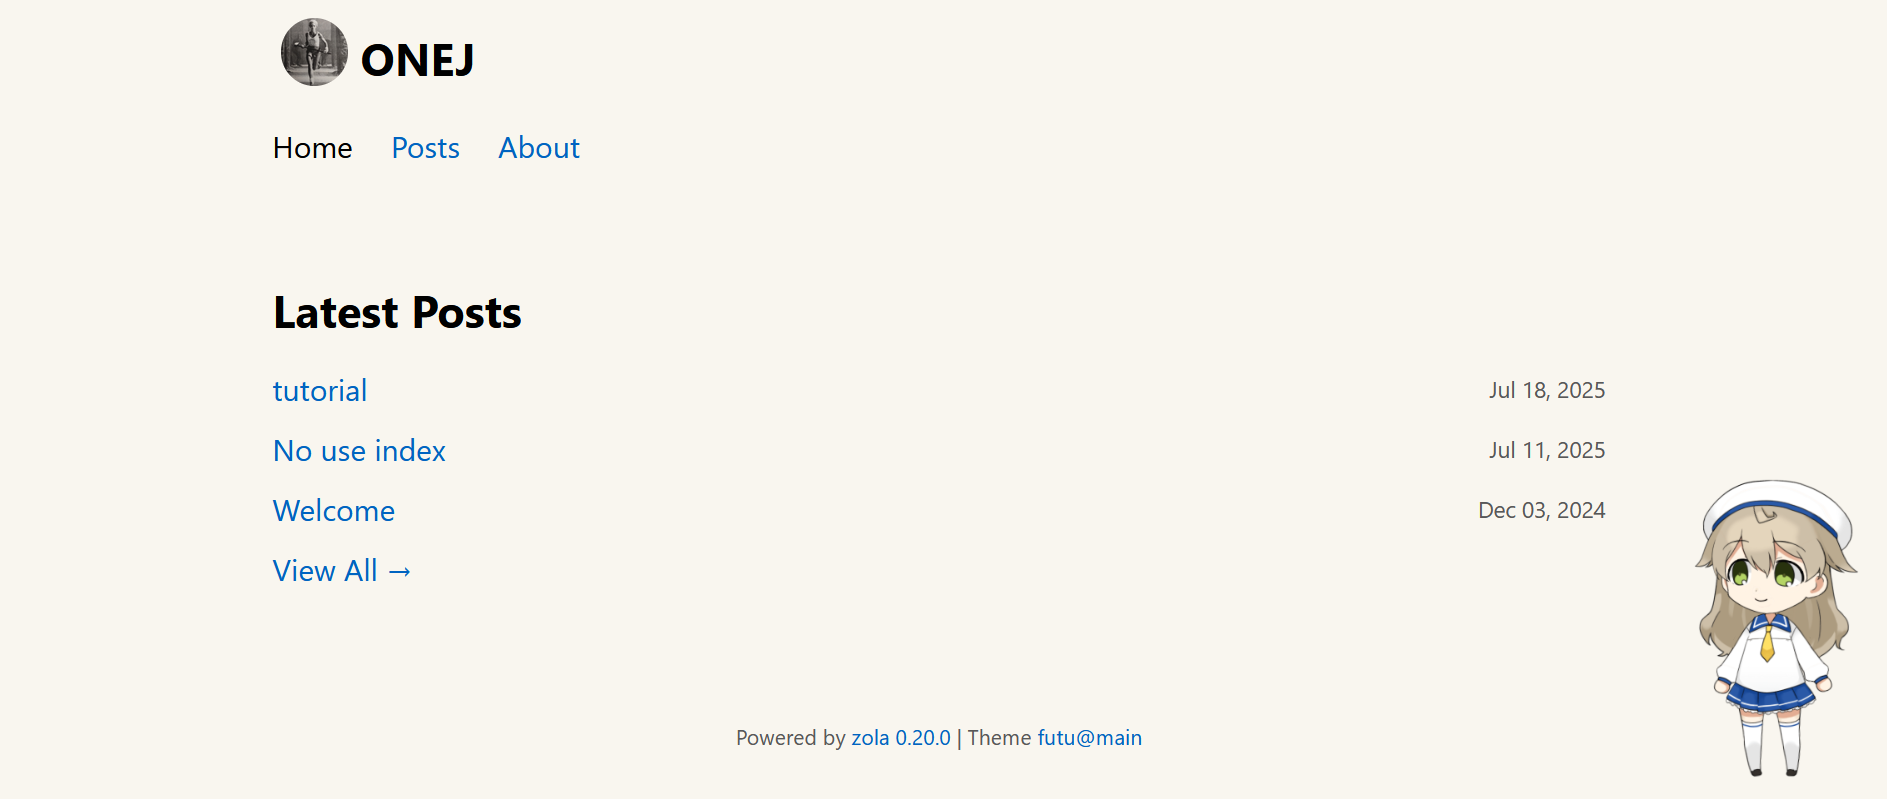 ONEJ
Home Posts About
Latest Posts
tutorial Jul 18, 2025
No use index Jul 11, 2025
Welcome Dec 03, 2024
View All →
Powered by zola 0.20.0 | Theme futu@main